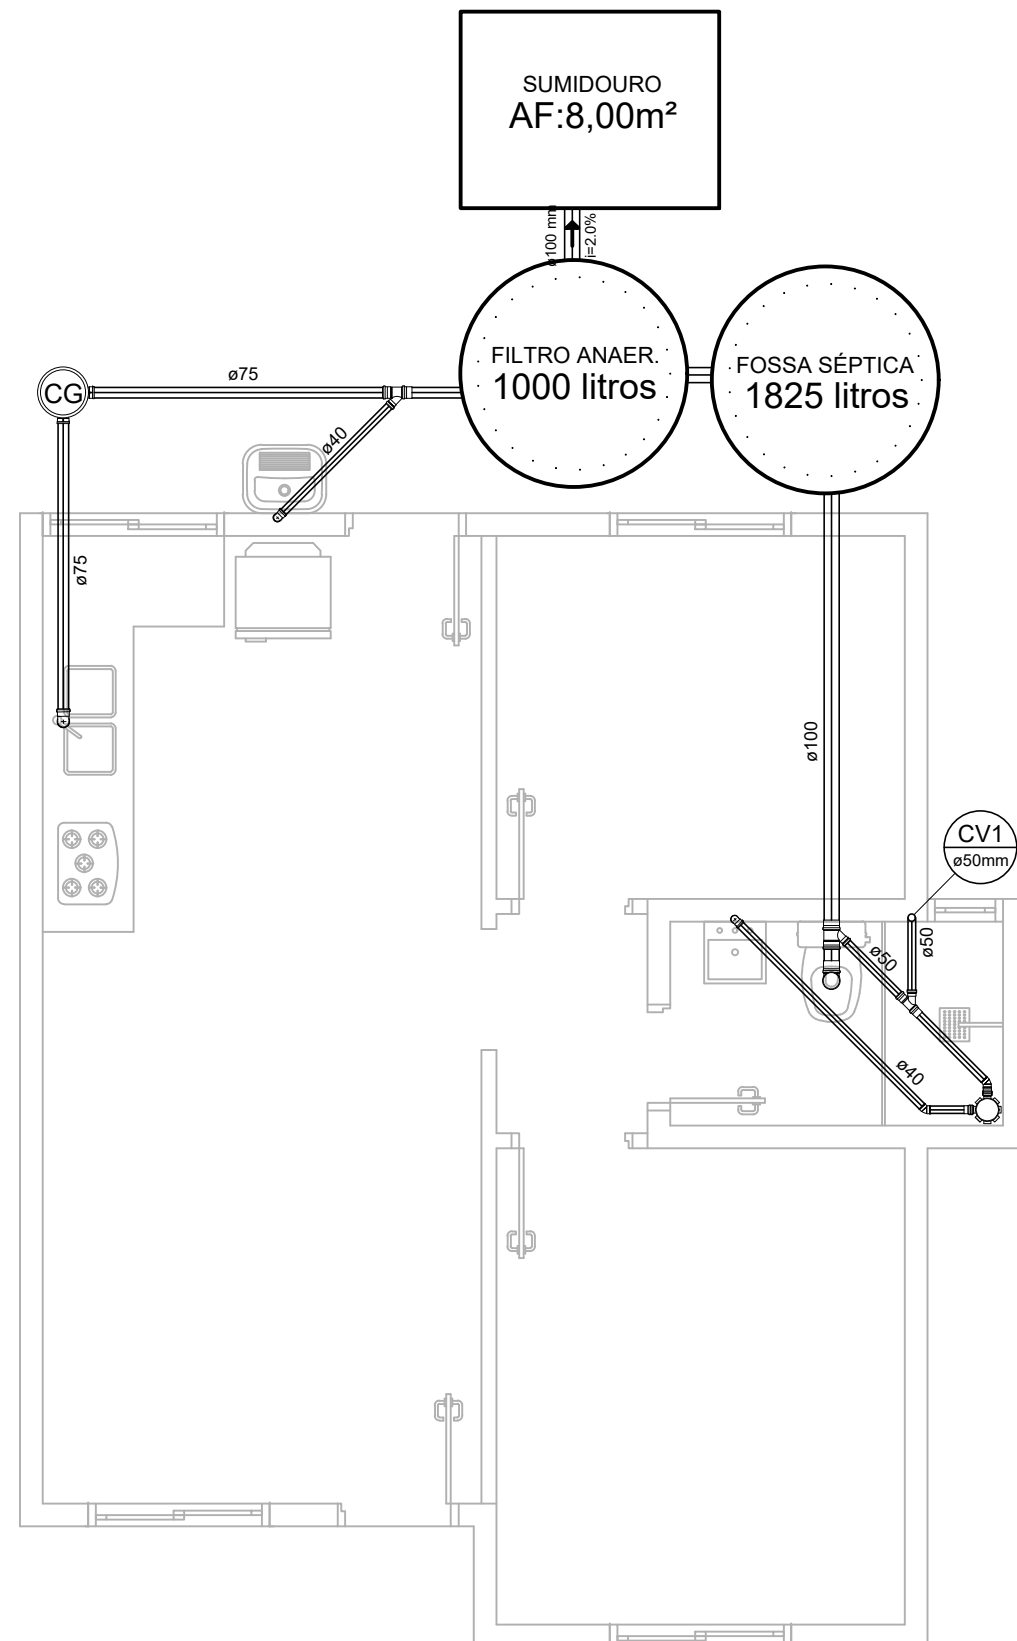 SUMIDOURO
AF:8,00m²
ø100 mm
i=2.0%
FILTRO ANAER.
1000 litros
FOSSA SÉPTICA
1825 litros
CG
ø75
ø40
ø75
ø100
CV1
ø50mm
ø50
ø50
ø40